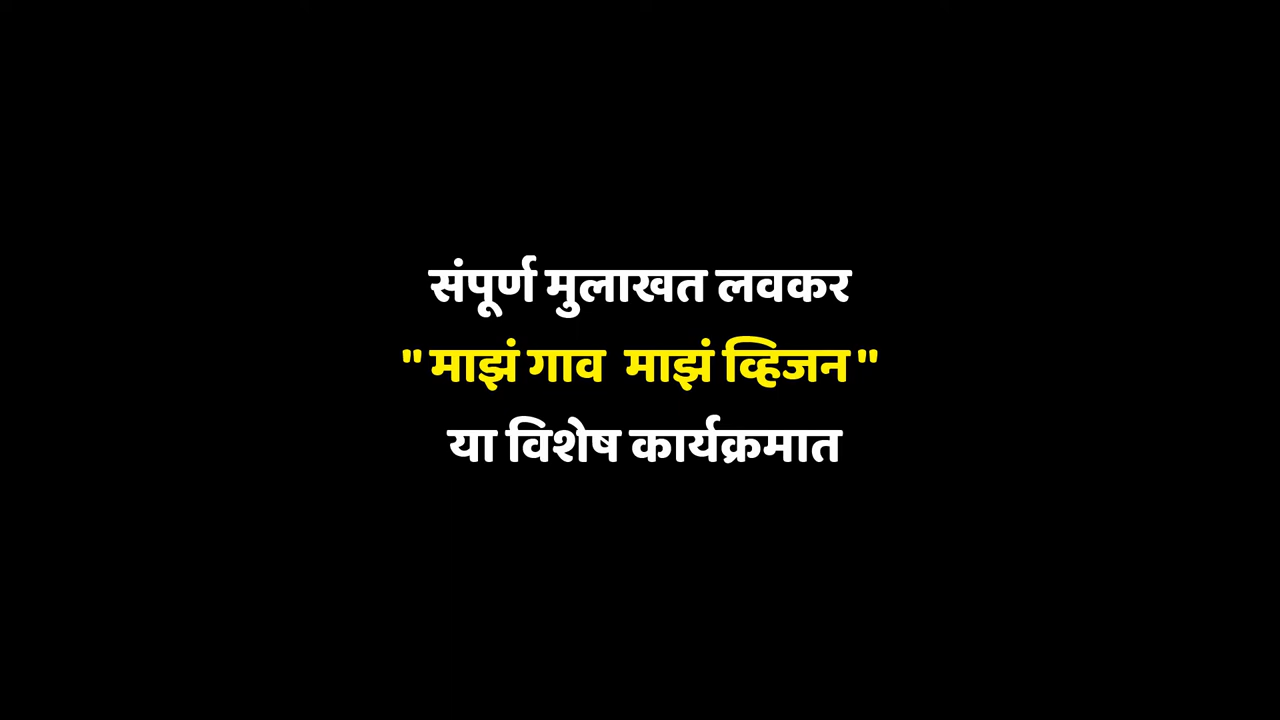 संपूर्ण मुलाखत लवकर
"माझं गाव माझं व्हिजन"
या विशेष कार्यक्रमात